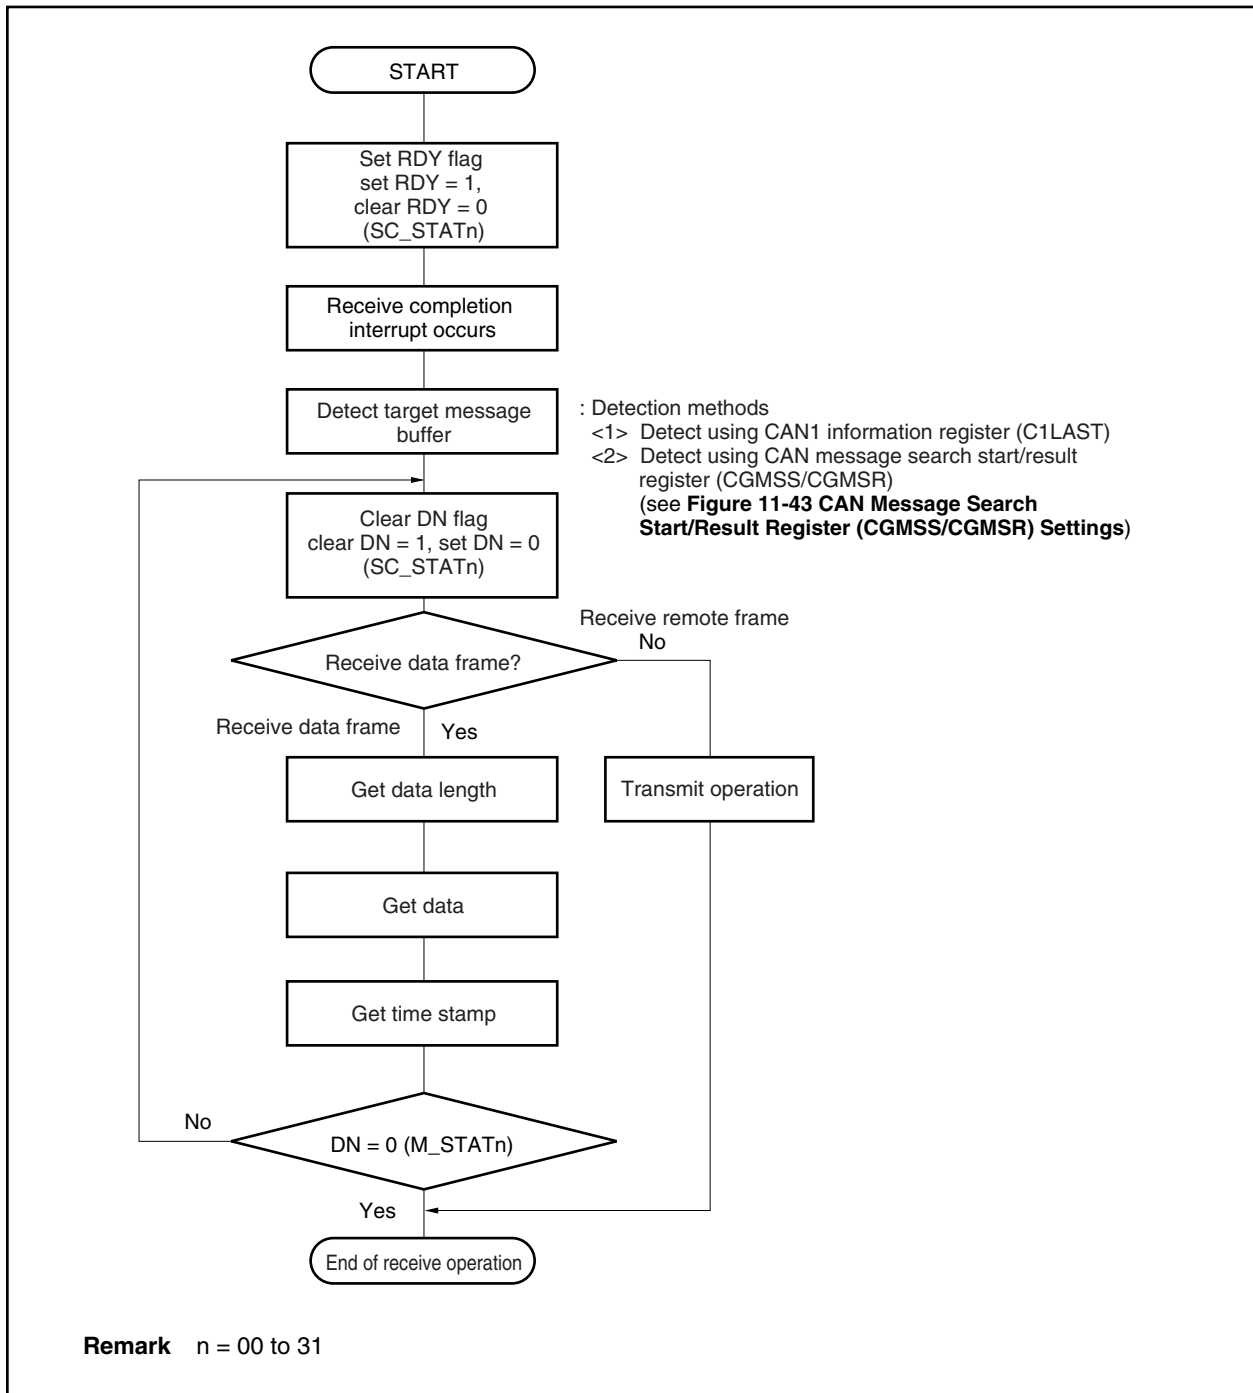 START
Set RDY flag
set RDY = 1,
clear RDY = 0
(SC_STATn)
Receive completion
interrupt occurs
Detect target message
buffer
: Detection methods
<1> Detect using CAN1 information register (C1LAST)
<2> Detect using CAN message search start/result
register (CGMSS/CGMSR)
(see Figure 11-43 CAN Message Search
Start/Result Register (CGMSS/CGMSR) Settings)
Clear DN flag
clear DN = 1, set DN = 0
(SC_STATn)
Receive remote frame
No
Receive data frame?
Receive data frame
Yes
Get data length
Transmit operation
Get data
Get time stamp
No
DN = 0 (M_STATn)
Yes
End of receive operation
Remark n = 00 to 31